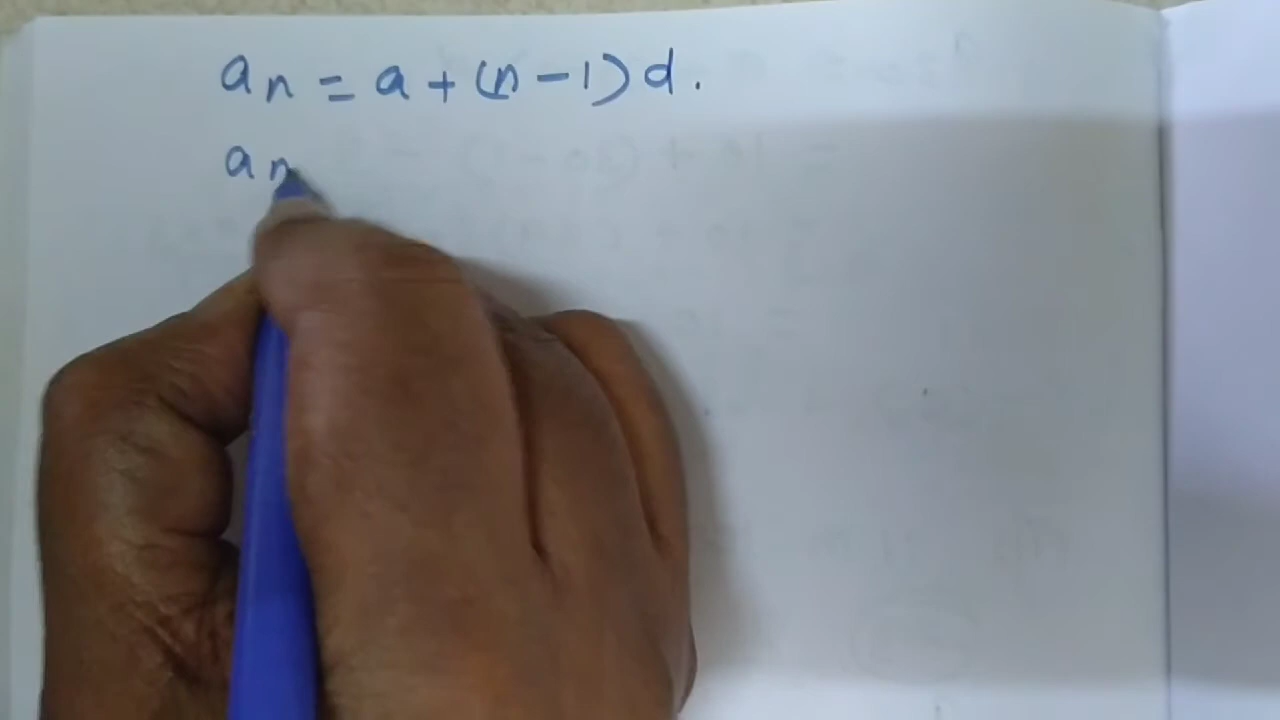 an = a + (n-1) d.
an